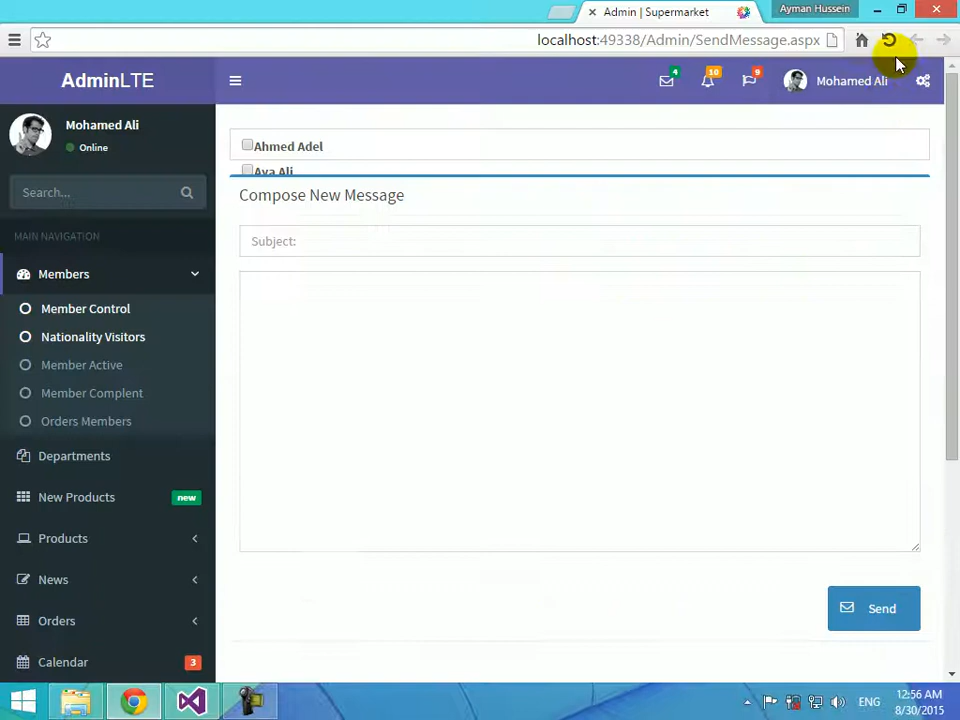 Admin | Supermarket
Ayman Hussein
localhost:49338/Admin/SendMessage.aspx
AdminLTE
4
10
9
Mohamed Ali
Mohamed Ali
Online
Search...
MAIN NAVIGATION
Members
Member Control
Nationality Visitors
Member Active
Member Complent
Orders Members
Departments
New Products
new
Products
News
Orders
Calendar
3
Ahmed Adel
Aya Ali
Compose New Message
Subject:
Send
ENG
12:56 AM
8/30/2015